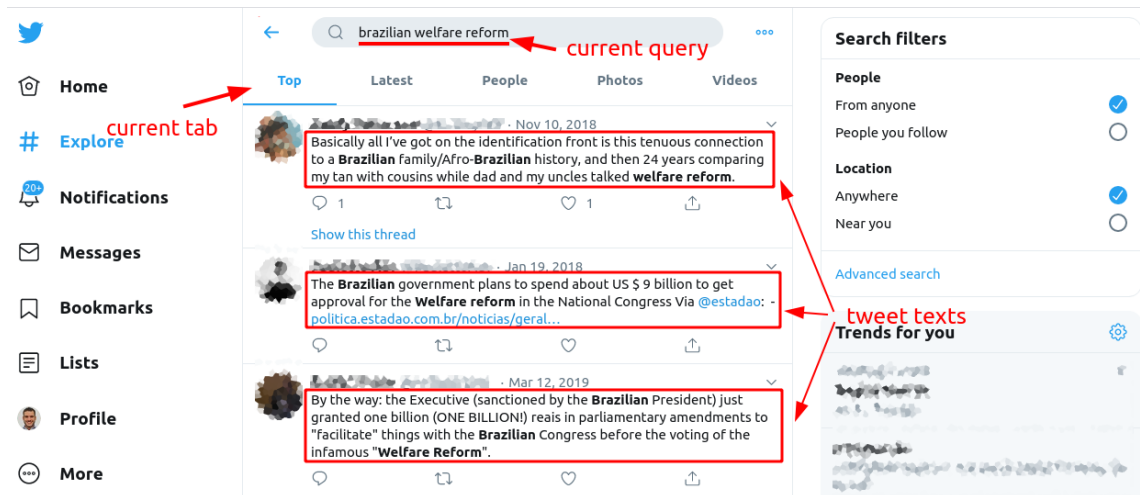 Home
Explore
20+
Notifications
Messages
Bookmarks
Lists
Profile
More
current tab
brazilian welfare reform
current query
Top Latest People Photos Videos
· Nov 10, 2018
Basically all I've got on the identification front is this tenuous connection
to a Brazilian family/Afro-Brazilian history, and then 24 years comparing
my tan with cousins while dad and my uncles talked welfare reform.
1 1
Show this thread
· Jan 19, 2018
The Brazilian government plans to spend about US $ 9 billion to get
approval for the Welfare reform in the National Congress Via @estadao: -
politica.estadao.com.br/noticias/geral…
· Mar 12, 2019
By the way: the Executive (sanctioned by the Brazilian President) just
granted one billion (ONE BILLION!) reais in parliamentary amendments to
"facilitate" things with the Brazilian Congress before the voting of the
infamous "Welfare Reform".
Search filters
People
From anyone
People you follow
Location
Anywhere
Near you
Advanced search
tweet texts
Trends for you